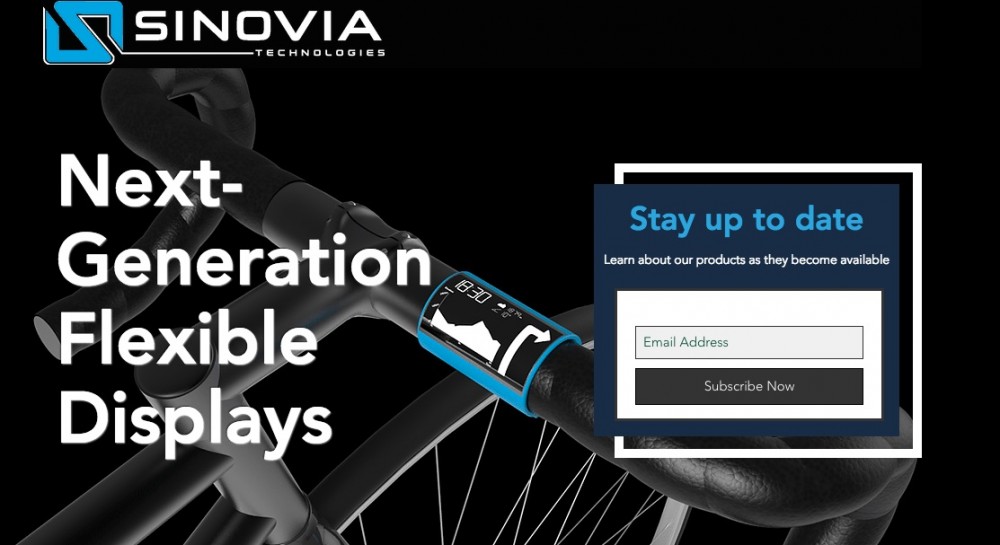 SINOVIA
TECHNOLOGIES
Next-
Generation
Flexible
Displays
18:30
Stay up to date
Learn about our products as they become available
Email Address
Subscribe Now